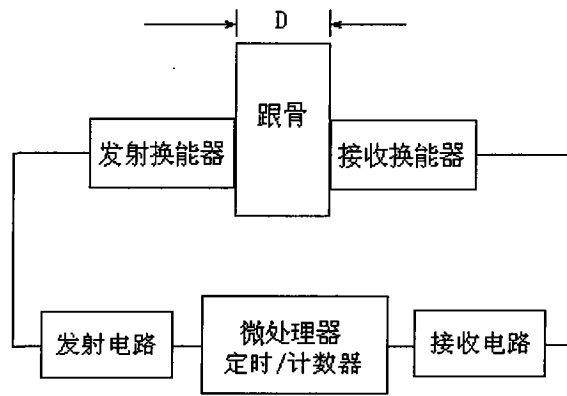 D
跟骨
发射换能器
接收换能器
发射电路
微处理器
定时/计数器
接收电路